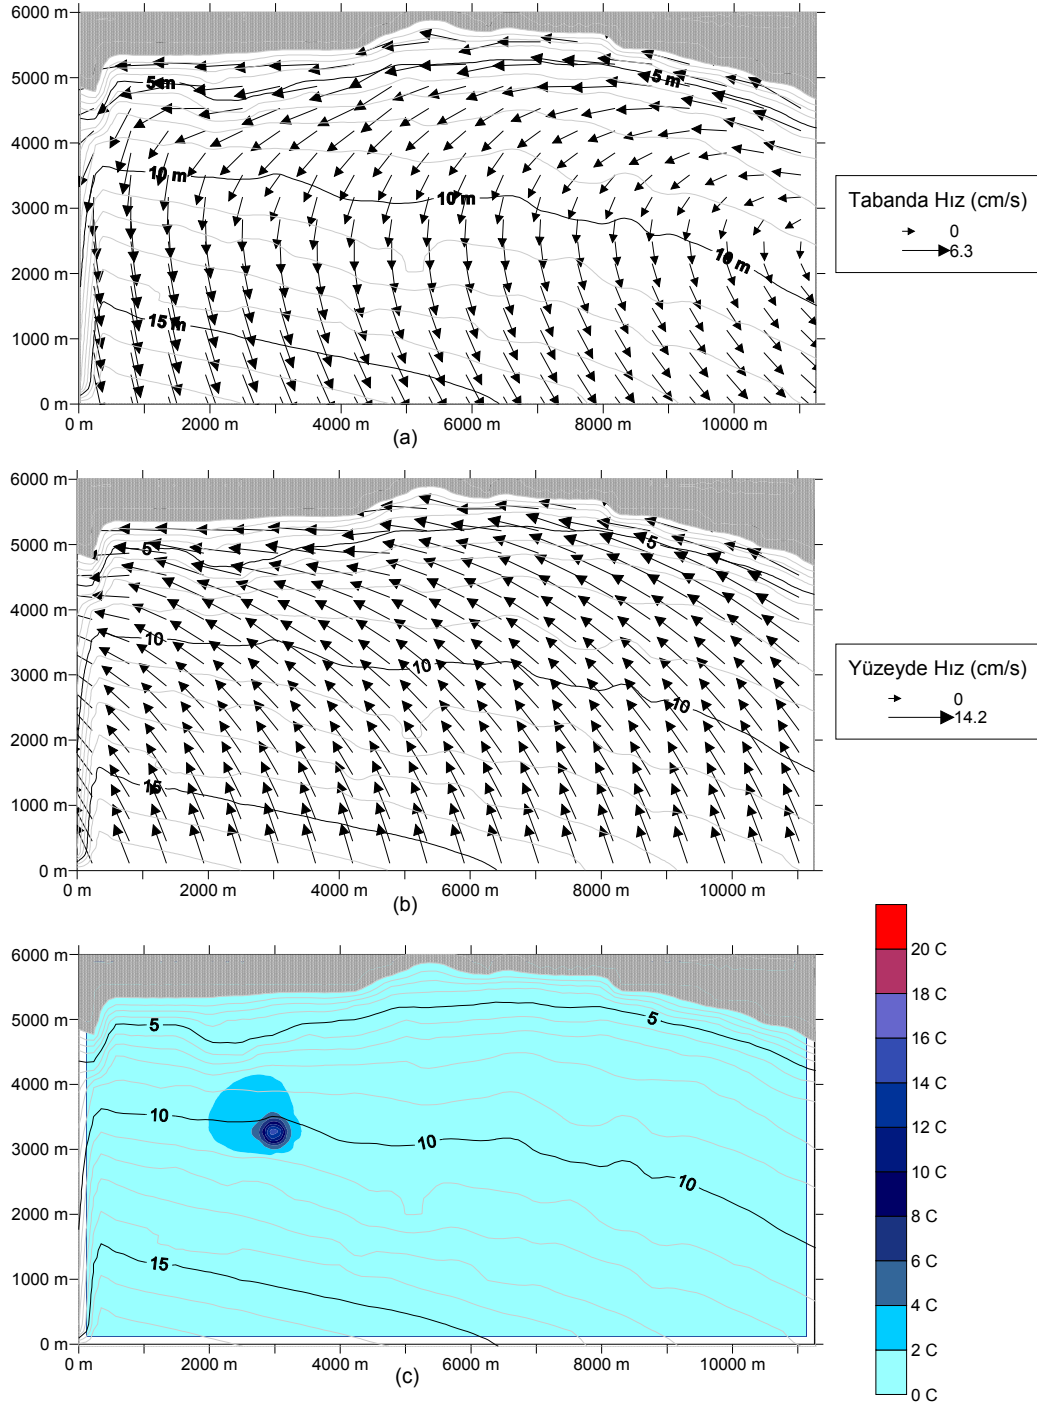 6000 m
5000 m
4000 m
3000 m
2000 m
1000 m
0 m
5 m
5 m
10 m
10 m
10 m
15 m
0 m
2000 m
4000 m
6000 m
8000 m
10000 m
(a)
Tabanda Hız (cm/s)
0
6.3
6000 m
5000 m
4000 m
3000 m
2000 m
1000 m
0 m
5
5
10
10
10
15
0 m
2000 m
4000 m
6000 m
8000 m
10000 m
(b)
Yüzeyde Hız (cm/s)
0
14.2
6000 m
5000 m
4000 m
3000 m
2000 m
1000 m
0 m
5
5
10
10
10
15
0 m
2000 m
4000 m
6000 m
8000 m
10000 m
(c)
20 C
18 C
16 C
14 C
12 C
10 C
8 C
6 C
4 C
2 C
0 C